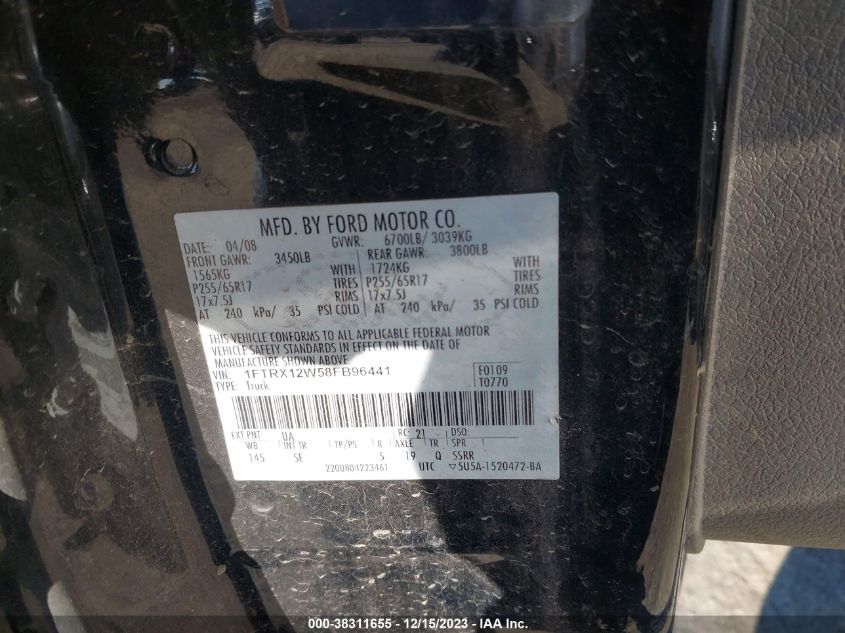 MFD. BY FORD MOTOR CO.
DATE: 04/08 GVWR: 6700LB/ 3039KG
FRONT GAWR: 3450LB REAR GAWR: 3800LB
1565KG WITH 1724KG WITH
P255/65R17 TIRES P255/65R17 TIRES
17x7.5J RIMS 17x7.5J RIMS
AT 240 kPa/ 35 PSI COLD AT 240 kPa/ 35 PSI COLD
THIS VEHICLE CONFORMS TO ALL APPLICABLE FEDERAL MOTOR
VEHICLE SAFETY STANDARDS IN EFFECT ON THE DATE OF
MANUFACTURE SHOWN ABOVE.
VIN: 1FTRX12W58FB96441 F0109
TYPE: Truck T0770
EXT PNT: UA RC: 21 DSO:
WB INT TR TP/PS R AXLE TR SPR
145 SE 5 19 Q SSRR
2200804223461 UTC ▽5U5A-1520472-BA
000-38311655 - 12/15/2023 - IAA Inc.